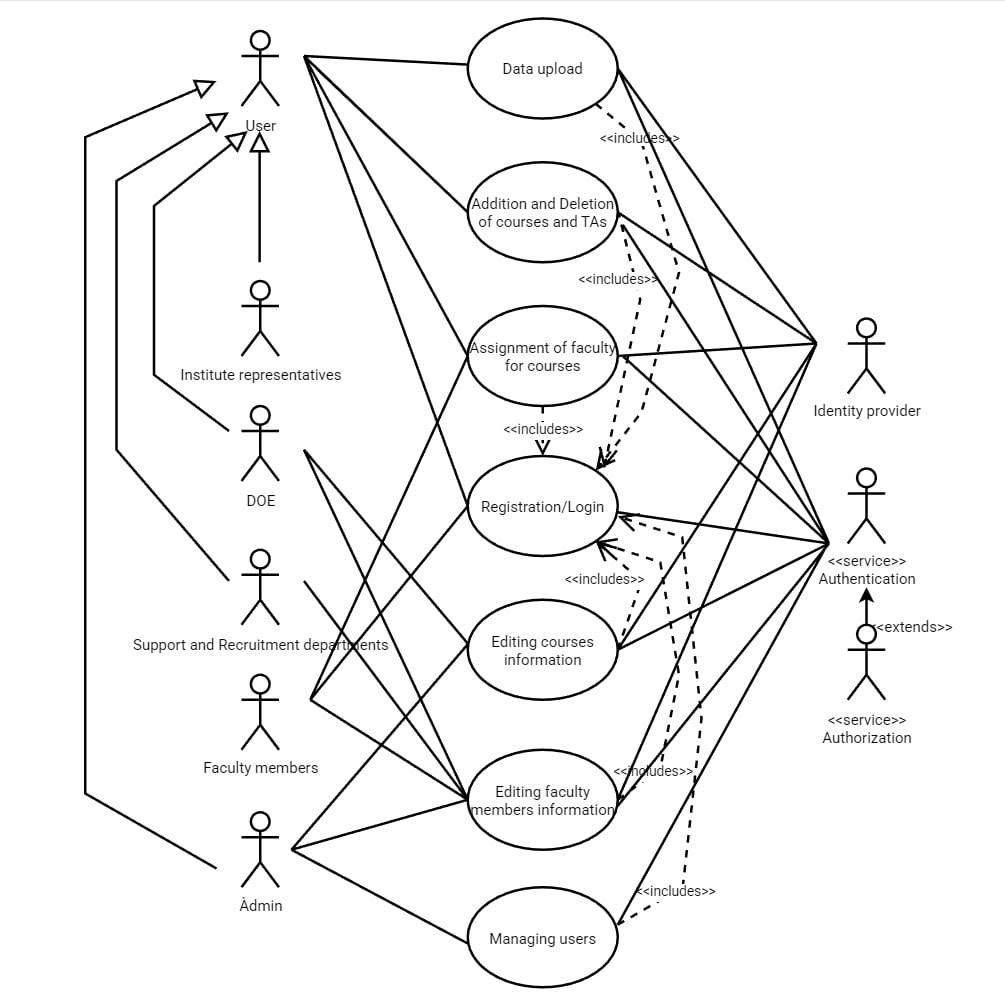 User
Institute representatives
DOE
Support and Recruitment departments
Faculty members
Àdmin
Data upload
<<includes>>
Addition and Deletion
of courses and TAs
<<includes>>
Assignment of faculty
for courses
<<includes>>
Registration/Login
<<includes>>
Editing courses
information
<<includes>>
Editing faculty
members information
<<includes>>
Managing users
Identity provider
<<service>>
Authentication
<<extends>>
<<service>>
Authorization